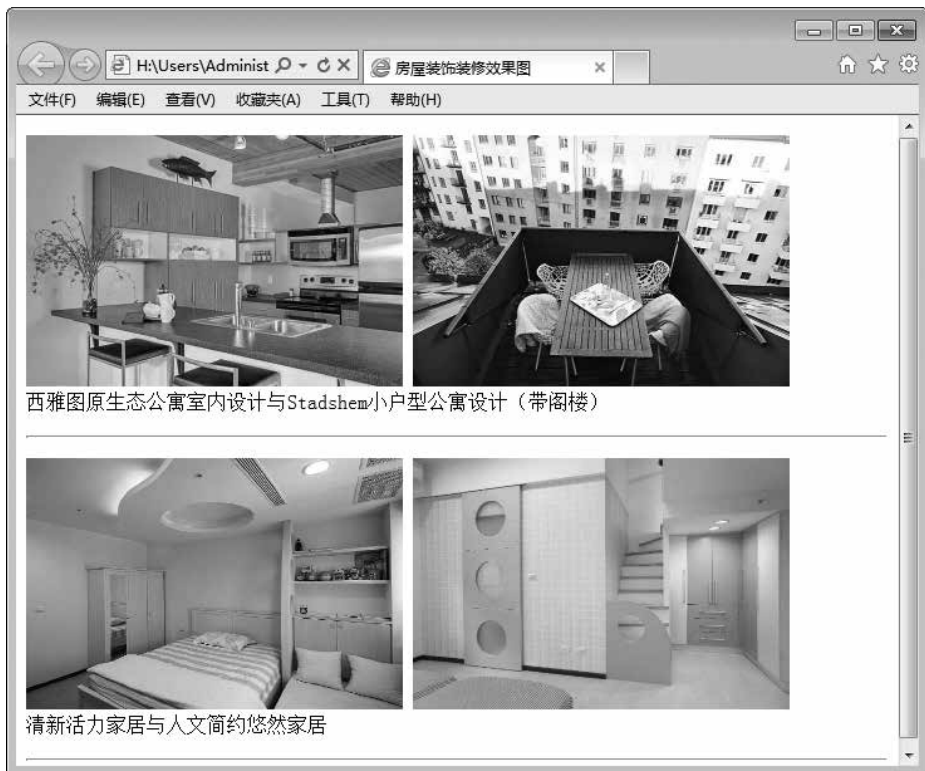 H:\Users\Administ
房屋装饰装修效果图
文件(F) 编辑(E) 查看(V) 收藏夹(A) 工具(T) 帮助(H)
西雅图原生态公寓室内设计与Stadshem小户型公寓设计（带阁楼）
清新活力家居与人文简约悠然家居